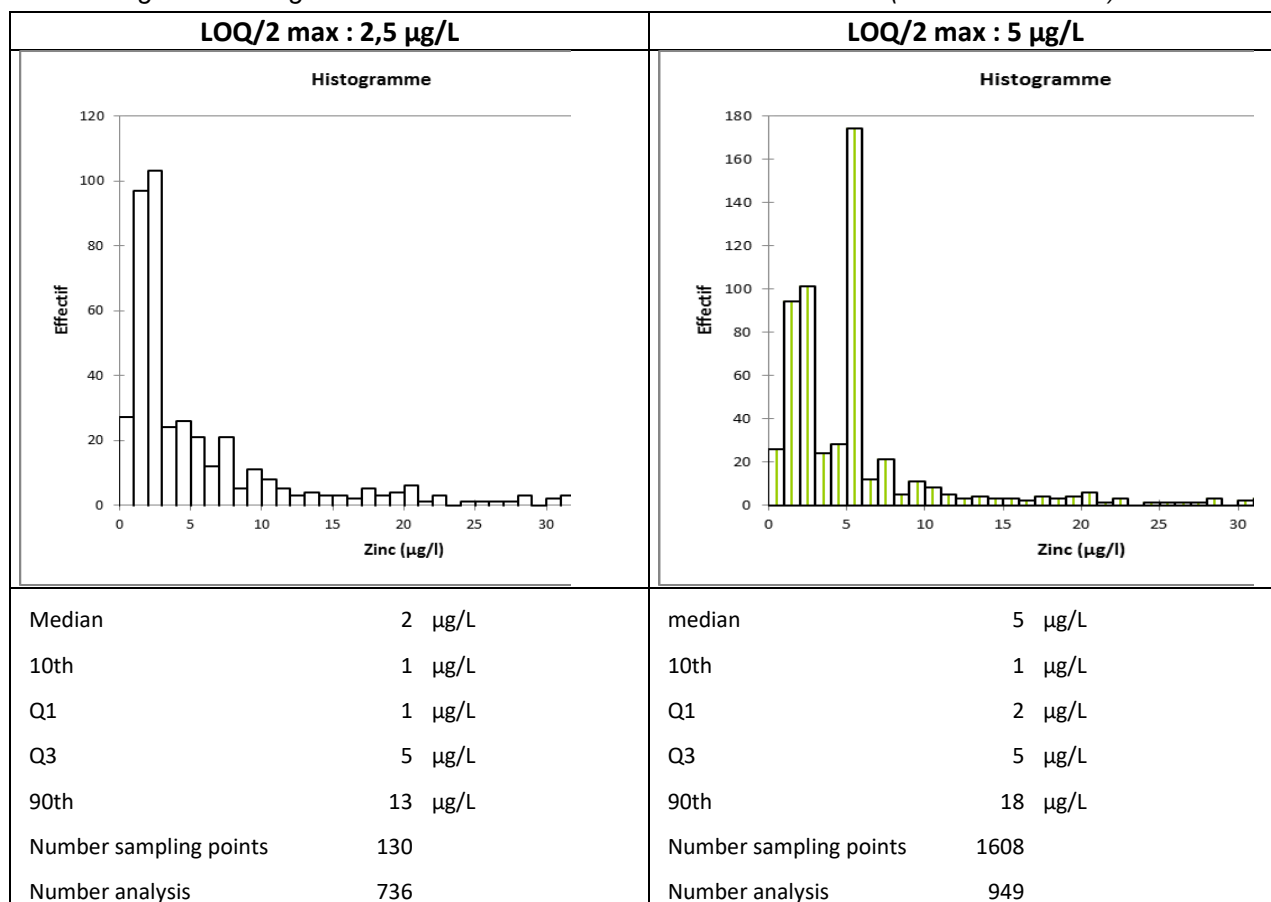 LOQ/2 max : 2,5 µg/L
LOQ/2 max : 5 µg/L
Histogramme
120
100
80
60
40
20
0
Effectif
0 5 10 15 20 25 30
Zinc (µg/l)
Histogramme
180
160
140
120
100
80
60
40
20
0
Effectif
0 5 10 15 20 25 30
Zinc (µg/l)
Median 2 µg/L
10th 1 µg/L
Q1 1 µg/L
Q3 5 µg/L
90th 13 µg/L
Number sampling points 130
Number analysis 736
median 5 µg/L
10th 1 µg/L
Q1 2 µg/L
Q3 5 µg/L
90th 18 µg/L
Number sampling points 1608
Number analysis 949